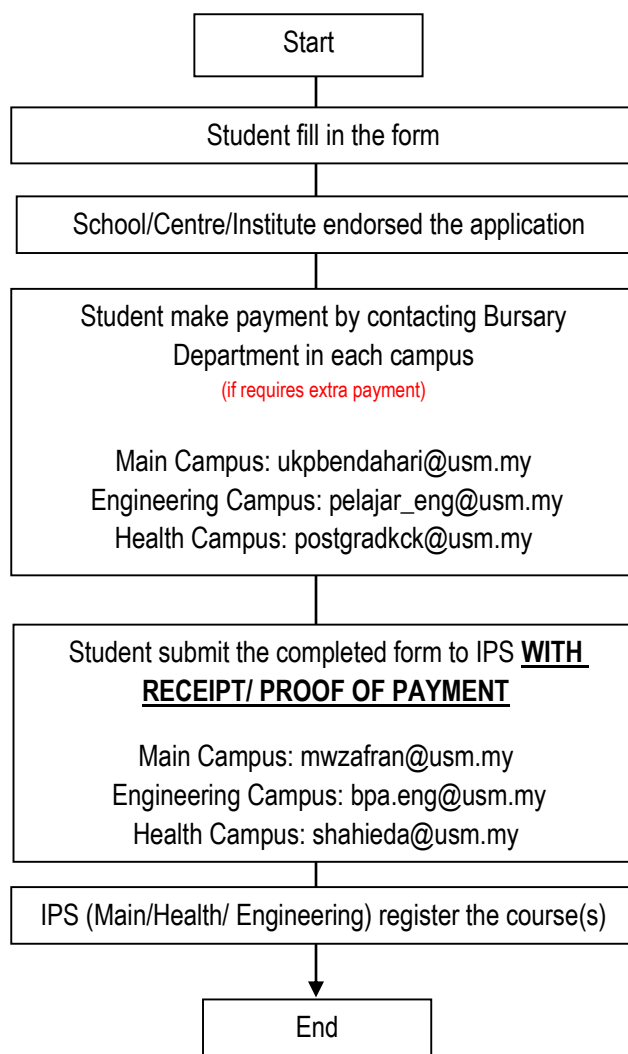 Start
Student fill in the form
School/Centre/Institute endorsed the application
Student make payment by contacting Bursary
Department in each campus
(if requires extra payment)
Main Campus: ukpbendahari@usm.my
Engineering Campus: pelajar_eng@usm.my
Health Campus: postgradkck@usm.my
Student submit the completed form to IPS WITH
RECEIPT/ PROOF OF PAYMENT
Main Campus: mwzafran@usm.my
Engineering Campus: bpa.eng@usm.my
Health Campus: shahieda@usm.my
IPS (Main/Health/ Engineering) register the course(s)
End